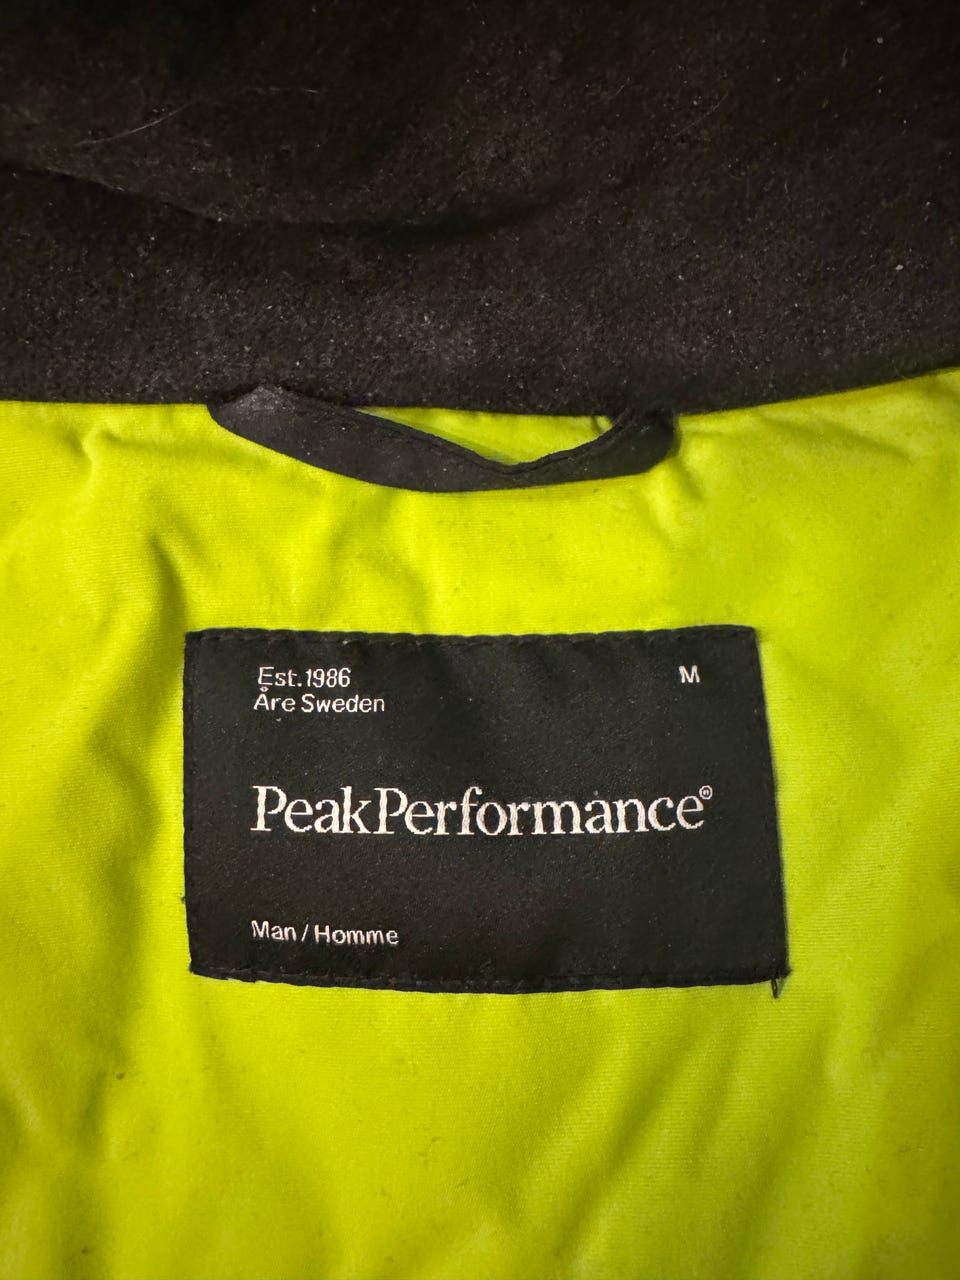 Est.1986
M
Åre Sweden
PeakPerformance®
Man / Homme